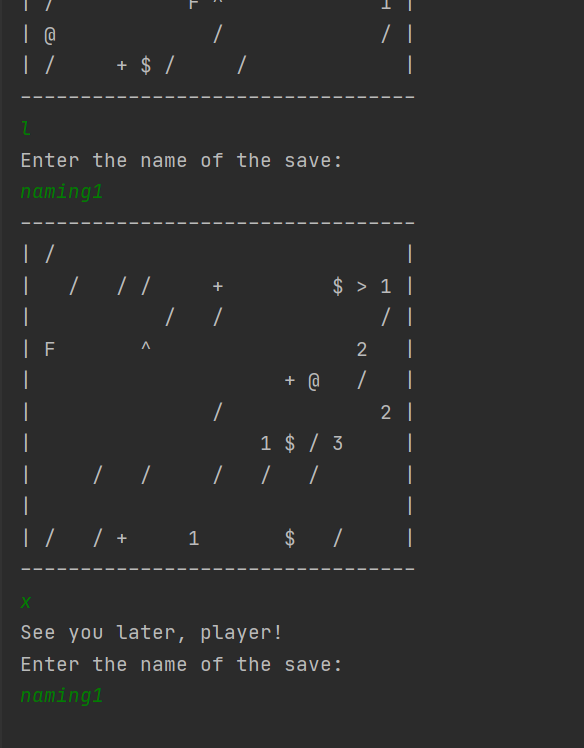 | /           F ^             1 |
| @             /             / |
| /     + $ /     /             |
---------------------------------
l
Enter the name of the save:
naming1
---------------------------------
| /                             |
|   /   / /     +         $ > 1 |
|           /   /             / |
| F       ^                 2   |
|                     + @   /   |
|               /             2 |
|                   1 $ / 3     |
|     /   /     /   /   /       |
|                               |
| /   / +     1       $   /     |
---------------------------------
x
See you later, player!
Enter the name of the save:
naming1